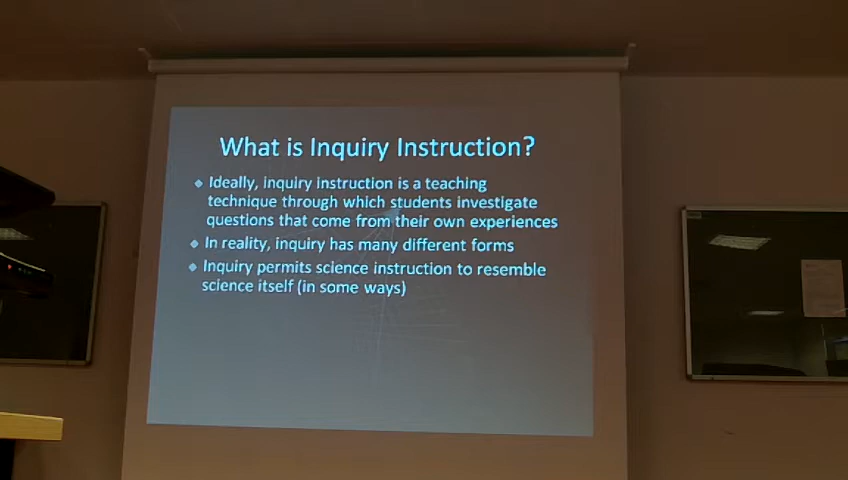 What is Inquiry Instruction?
Ideally, inquiry instruction is a teaching
technique through which students investigate
questions that come from their own experiences
In reality, inquiry has many different forms
Inquiry permits science instruction to resemble
science itself (in some ways)